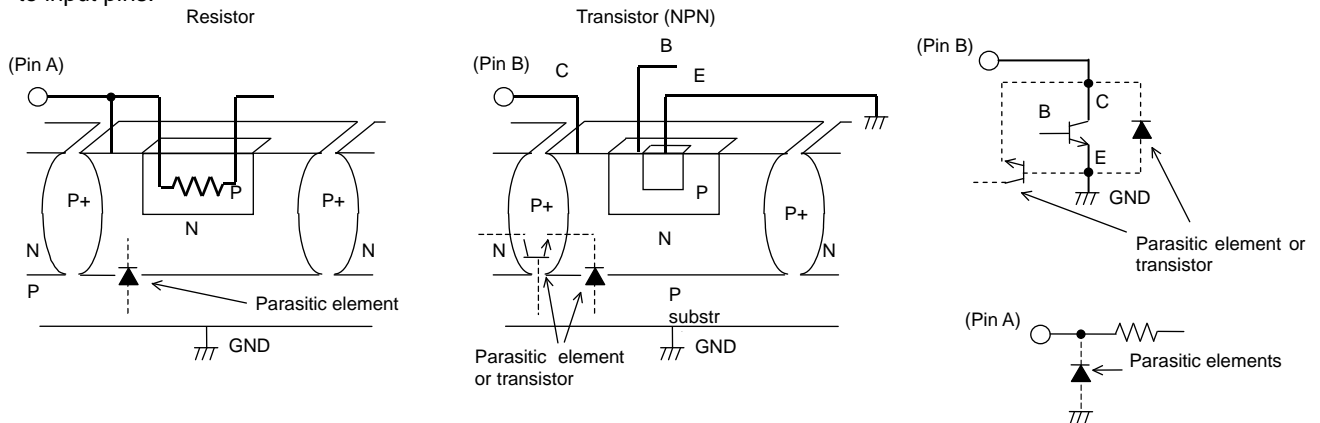 to input pins.
Resistor
(Pin A)
P+
P
P+
N
N
N
P
Parasitic element
GND
Transistor (NPN)
B
(Pin B)
C
E
P+
P
P+
N
N
N
P
substr
Parasitic element
or transistor
GND
(Pin B)
C
B
E
GND
Parasitic element or
transistor
(Pin A)
Parasitic elements